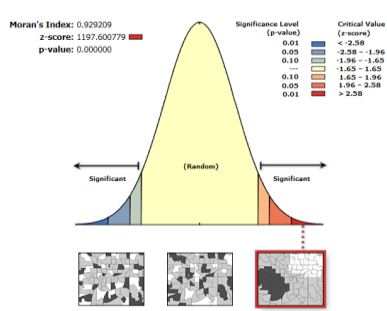 Moran's Index: 0.929209
z-score: 1197.600779
p-value: 0.000000
Significance Level
(p-value)
Critical Value
(z-score)
0.01 < -2.58
0.05 -2.58 - -1.96
0.10 -1.96 - -1.65
--- -1.65 - 1.65
0.10 1.65 - 1.96
0.05 1.96 - 2.58
0.01 > 2.58
(Random)
Significant
Significant